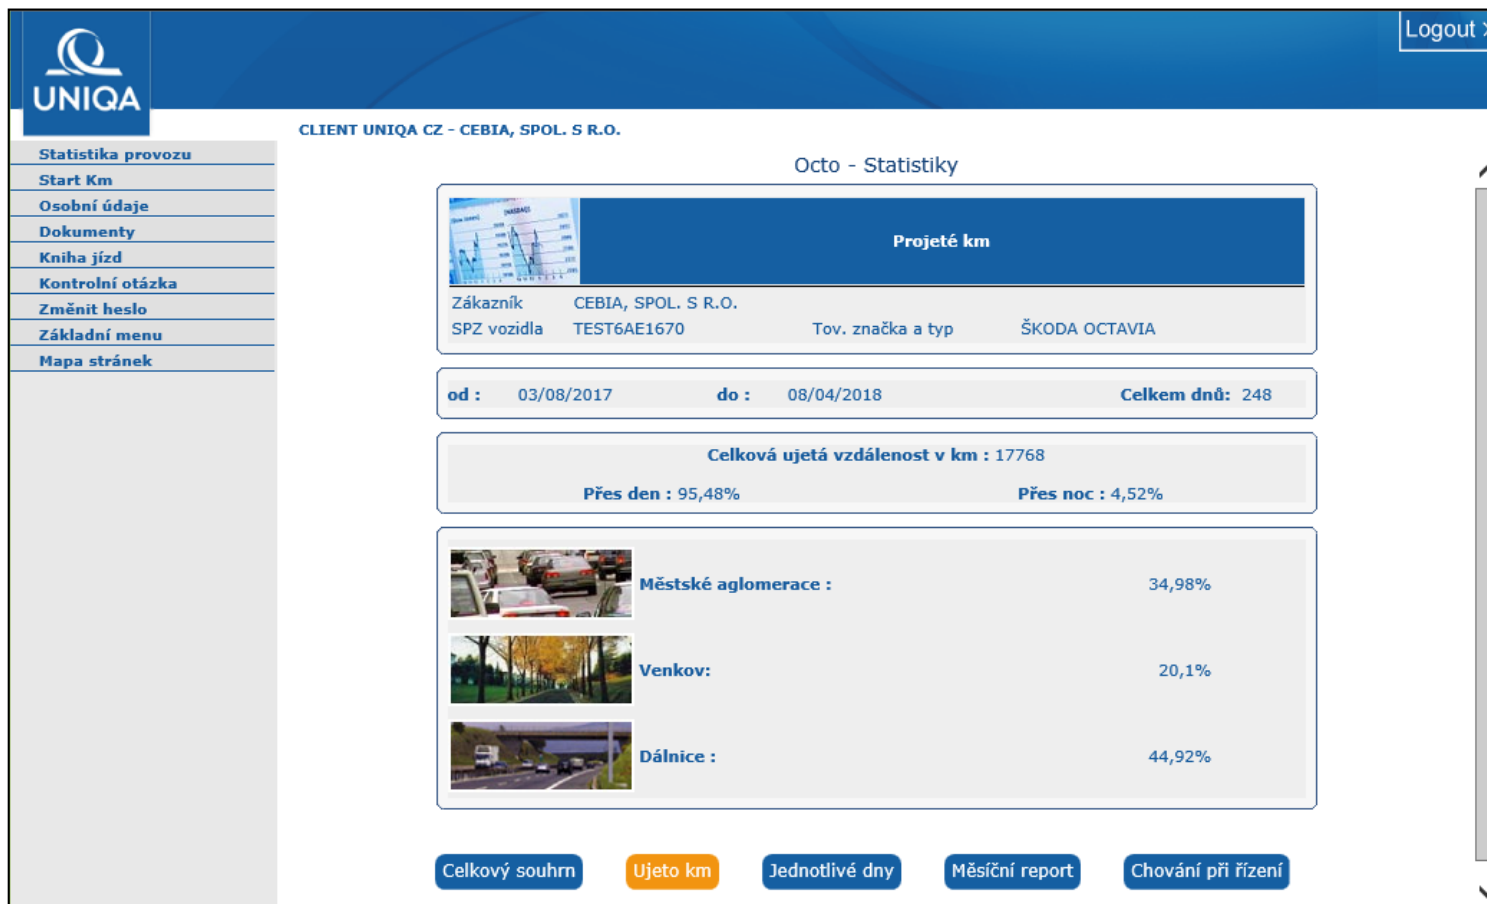 Logout
UNIQA
CLIENT UNIQA CZ - CEBIA, SPOL. S R.O.
Statistika provozu
Start Km
Osobní údaje
Dokumenty
Kniha jízd
Kontrolní otázka
Změnit heslo
Základní menu
Mapa stránek
Octo - Statistiky
Projeté km
Zákazník CEBIA, SPOL. S R.O.
SPZ vozidla TEST6AE1670 Tov. značka a typ ŠKODA OCTAVIA
od : 03/08/2017 do : 08/04/2018 Celkem dnů: 248
Celková ujetá vzdálenost v km : 17768
Přes den : 95,48% Přes noc : 4,52%
Městské aglomerace : 34,98%
Venkov: 20,1%
Dálnice : 44,92%
Celkový souhrn Ujeto km Jednotlivé dny Měsíční report Chování při řízení